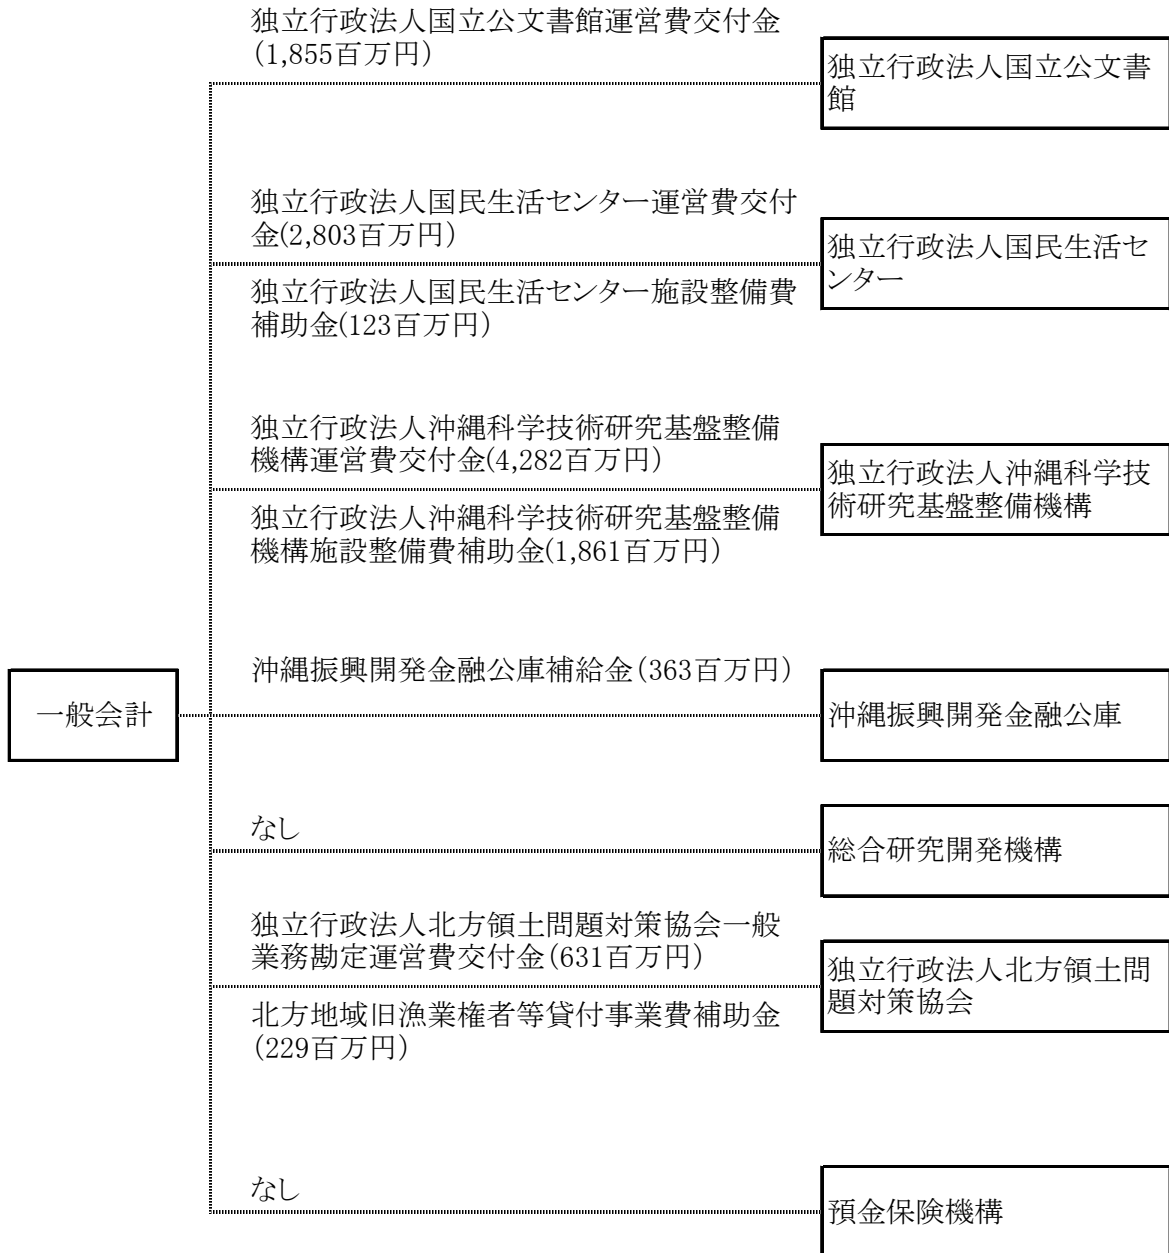 独立行政法人国立公文書館運営費交付金
(1,855百万円)
独立行政法人国立公文書
館
独立行政法人国民生活センター運営費交付
金(2,803百万円)
独立行政法人国民生活セ
ンター
独立行政法人国民生活センター施設整備費
補助金(123百万円)
独立行政法人沖縄科学技術研究基盤整備
機構運営費交付金(4,282百万円)
独立行政法人沖縄科学技
術研究基盤整備機構
独立行政法人沖縄科学技術研究基盤整備
機構施設整備費補助金(1,861百万円)
沖縄振興開発金融公庫補給金(363百万円)
一般会計
沖縄振興開発金融公庫
なし
総合研究開発機構
独立行政法人北方領土問題対策協会一般
業務勘定運営費交付金(631百万円)
独立行政法人北方領土問
題対策協会
北方地域旧漁業権者等貸付事業費補助金
(229百万円)
なし
預金保険機構